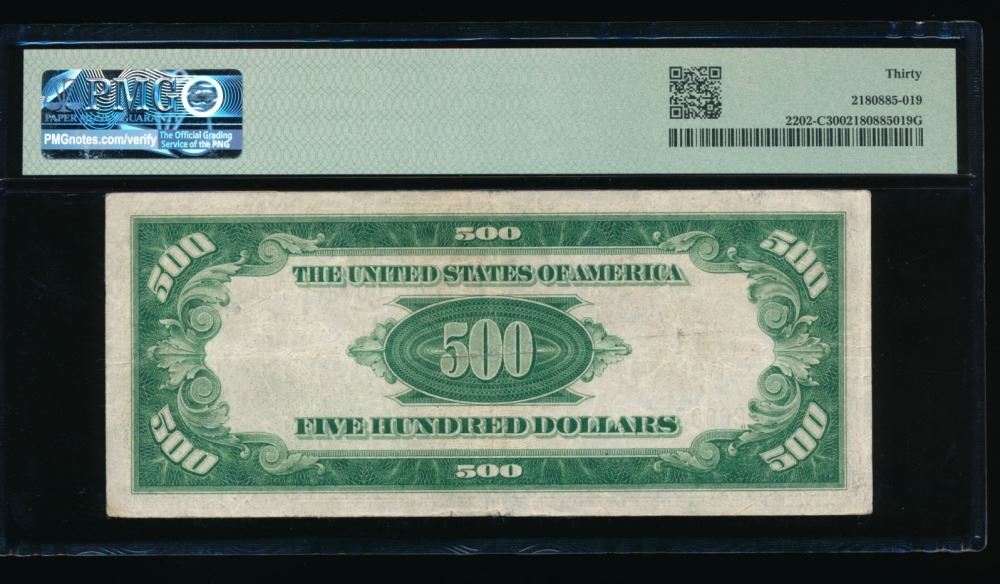 PMG
PAPER MONEY GUARANTY
PMGnotes.com/verify
The Official Grading
Service of the PNG
Thirty
2180885-019
2202-C3002180885019G
500
500
500
THE UNITED STATES OF AMERICA
500
FIVE HUNDRED DOLLARS
500
500
500